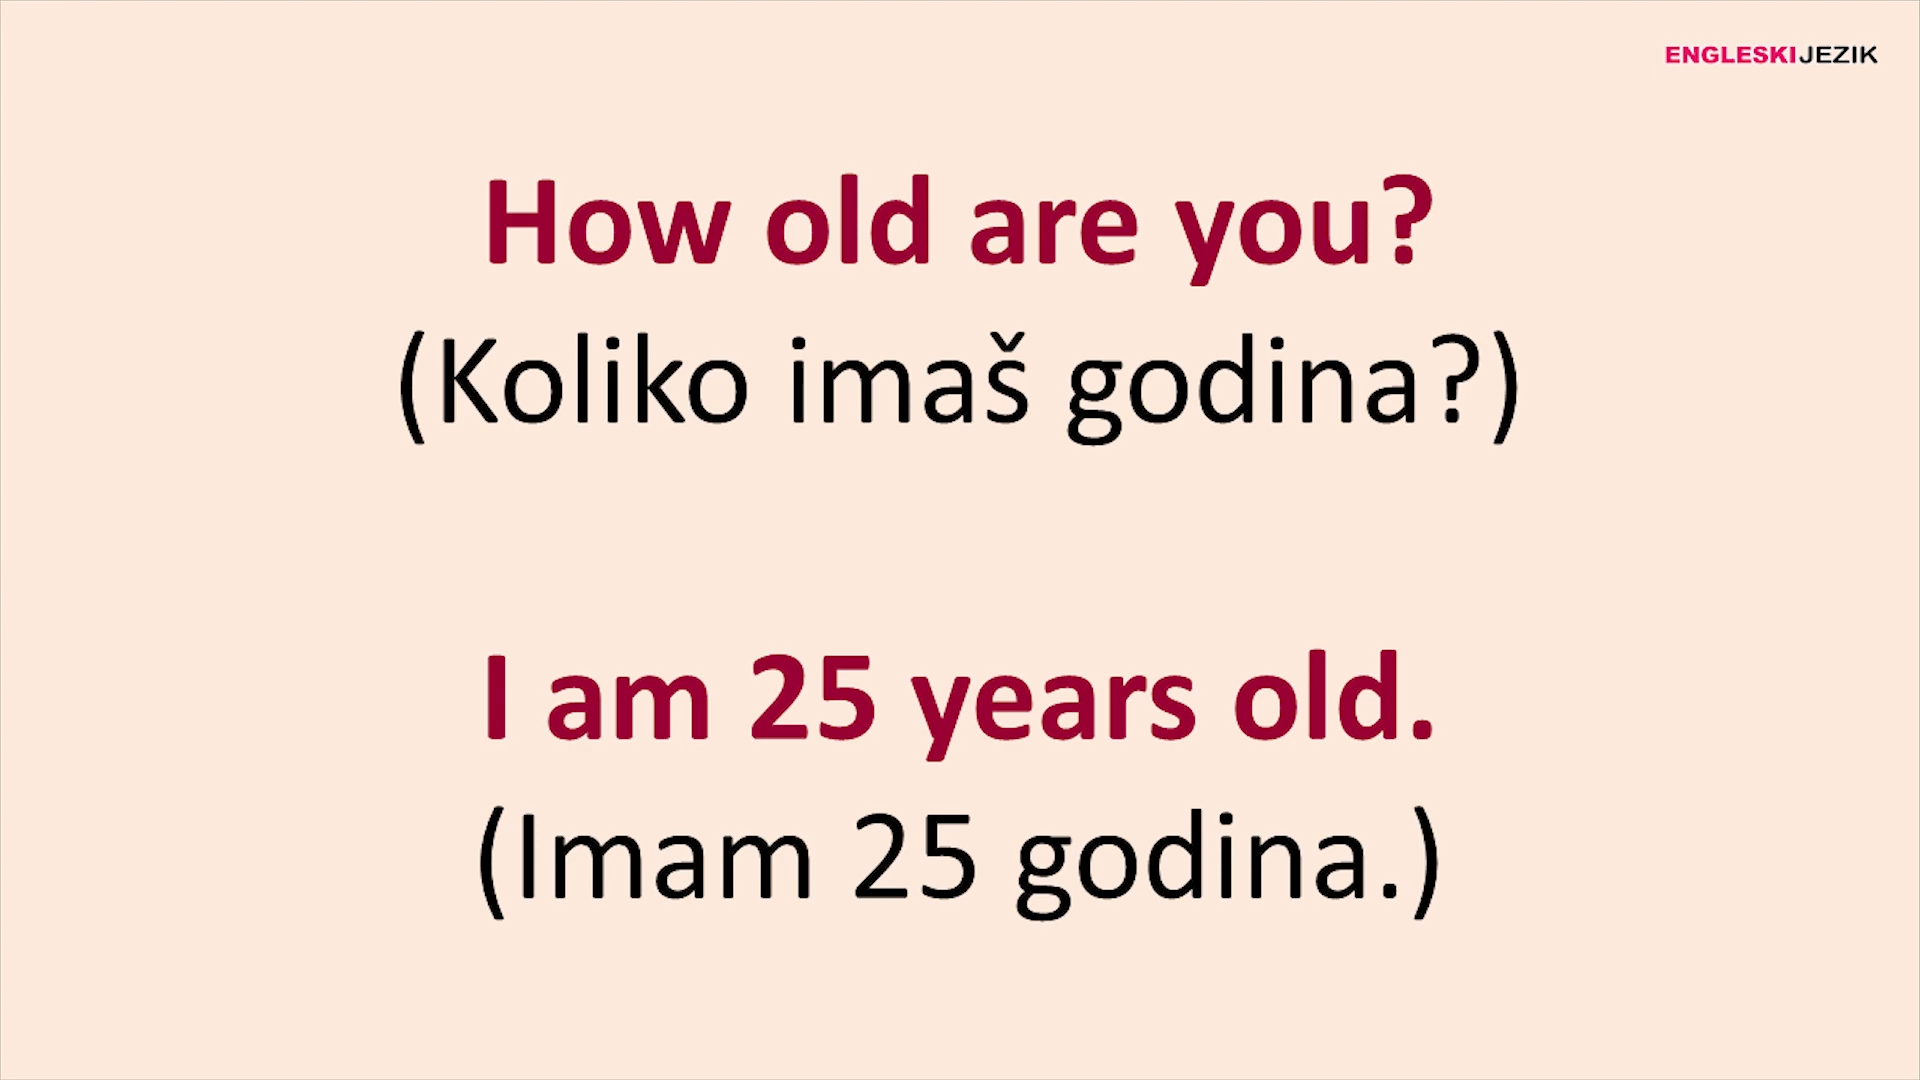 ENGLESKIJEZIK
How old are you?
(Koliko imaš godina?)
I am 25 years old.
(Imam 25 godina.)